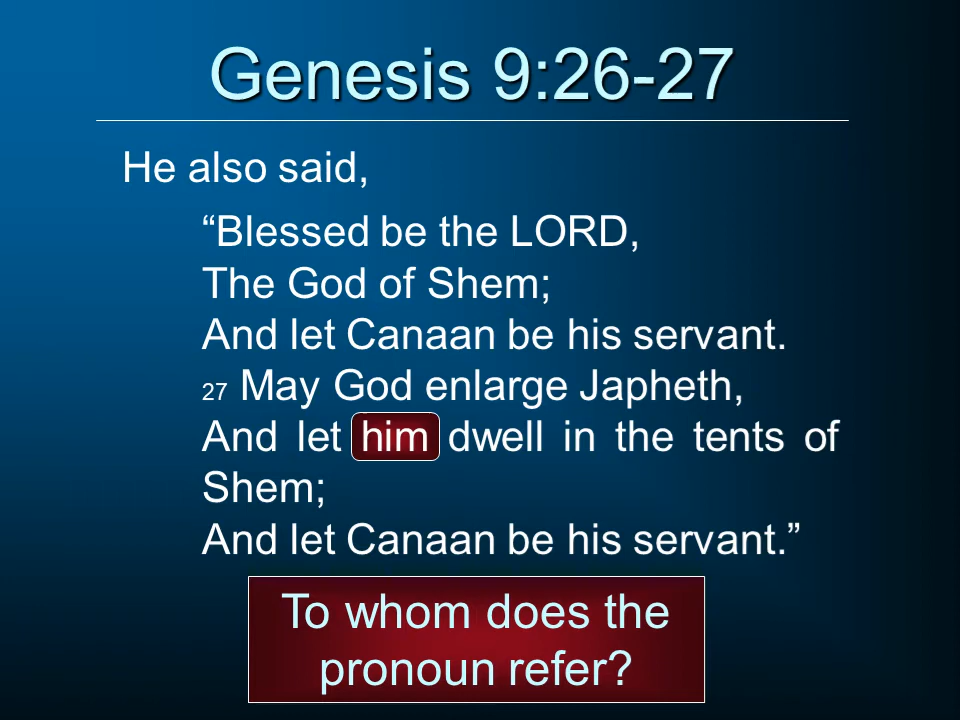 Genesis 9:26-27
He also said,
“Blessed be the LORD,
The God of Shem;
And let Canaan be his servant.
27 May God enlarge Japheth,
And let him dwell in the tents of
Shem;
And let Canaan be his servant.”
To whom does the
pronoun refer?